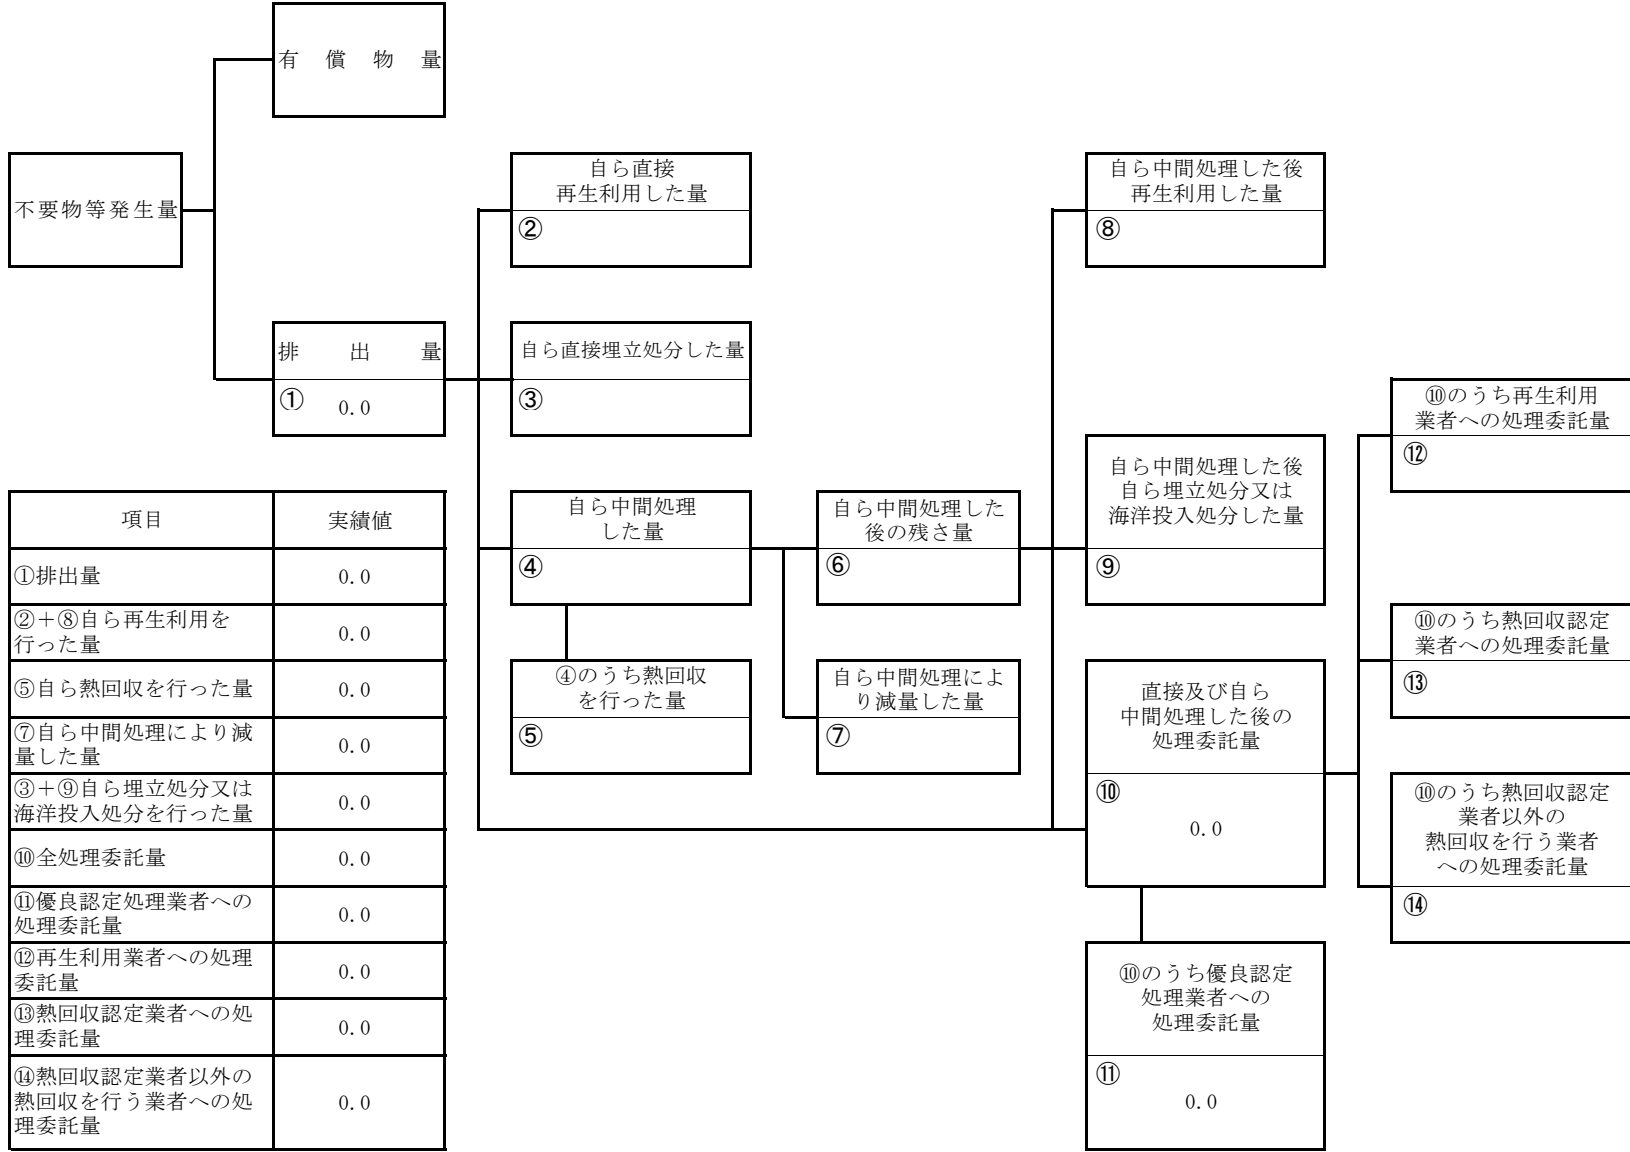 有償物量
不要物等発生量
排出量
①
0.0
自ら直接
再生利用した量
②
自ら直接埋立処分した量
③
自ら中間処理
した量
④
④のうち熱回収
を行った量
⑤
自ら中間処理した
後の残さ量
⑥
自ら中間処理によ
り減量した量
⑦
自ら中間処理した後
再生利用した量
⑧
自ら中間処理した後
自ら埋立処分又は
海洋投入処分した量
⑨
直接及び自ら
中間処理した後の
処理委託量
⑩
0.0
⑩のうち優良認定
処理業者への
処理委託量
⑪
0.0
⑩のうち再生利用
業者への処理委託量
⑫
⑩のうち熱回収認定
業者への処理委託量
⑬
⑩のうち熱回収認定
業者以外の
熱回収を行う業者
への処理委託量
⑭
項目 実績値
①排出量 0.0
②+⑧自ら再生利用を
行った量 0.0
⑤自ら熱回収を行った量 0.0
⑦自ら中間処理により減
量した量 0.0
③+⑨自ら埋立処分又は
海洋投入処分を行った量 0.0
⑩全処理委託量 0.0
⑪優良認定処理業者への
処理委託量 0.0
⑫再生利用業者への処理
委託量 0.0
⑬熱回収認定業者への処
理委託量 0.0
⑭熱回収認定業者以外の
熱回収を行う業者への処 0.0
理委託量